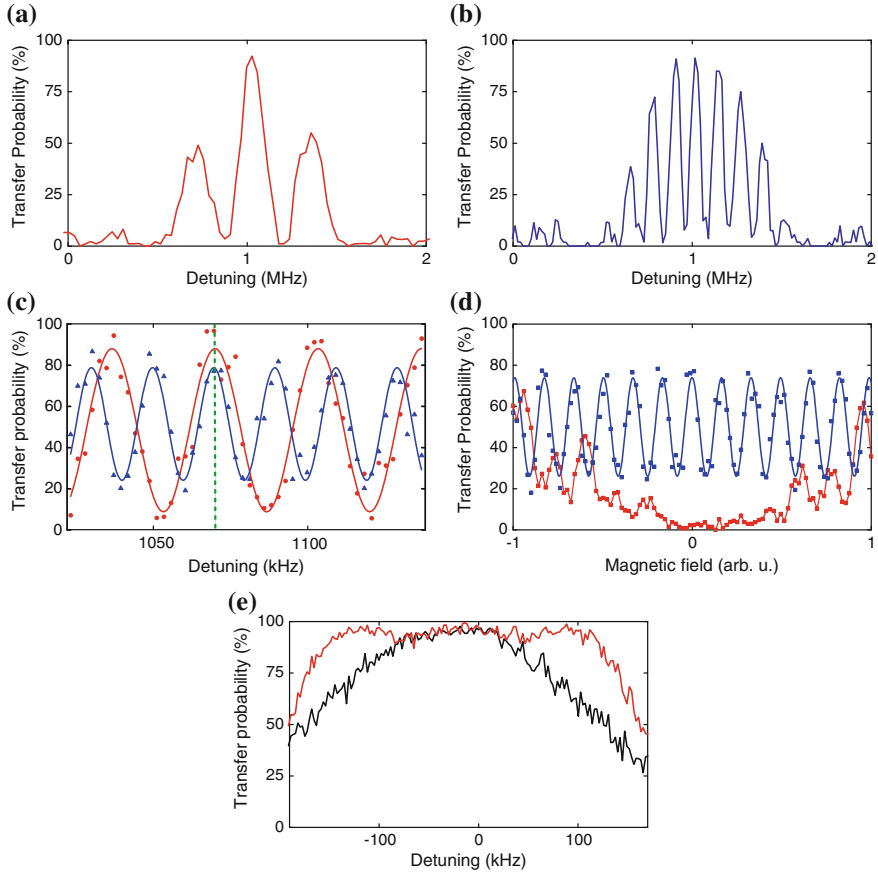 (a)
Transfer Probability (%)
100
75
50
25
0
0 1 2
Detuning (MHz)
(b)
Transfer Probability (%)
100
75
50
25
0
0 1 2
Detuning (MHz)
(c)
Transfer probability (%)
100
80
60
40
20
0
1050 1100
Detuning (kHz)
(d)
Transfer Probability (%)
100
80
60
40
20
0
-1 0 1
Magnetic field (arb. u.)
(e)
Transfer probability (%)
100
75
50
25
0
-100 0 100
Detuning (kHz)